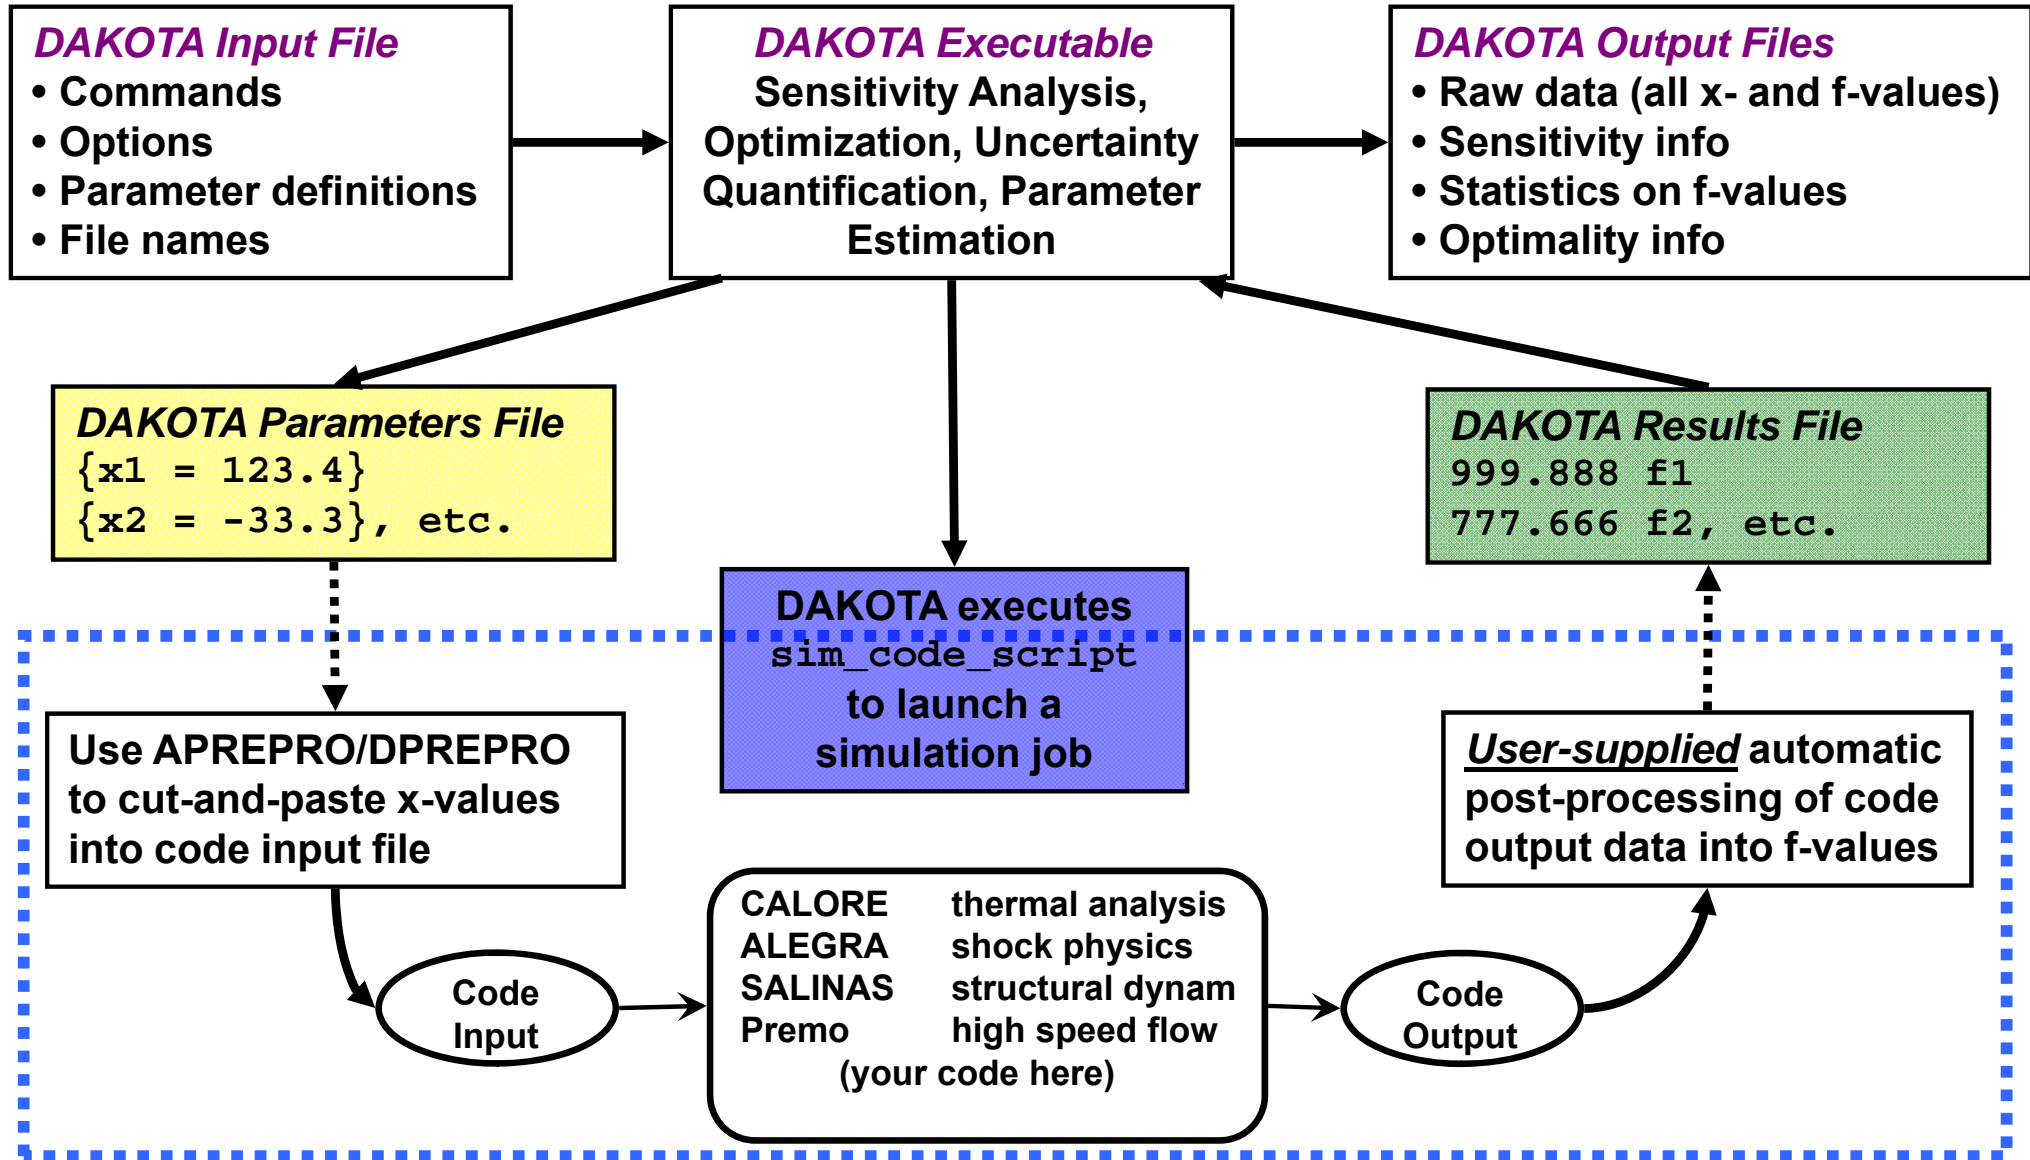 DAKOTA Input File
• Commands
• Options
• Parameter definitions
• File names
DAKOTA Executable
Sensitivity Analysis,
Optimization, Uncertainty
Quantification, Parameter
Estimation
DAKOTA Output Files
• Raw data (all x- and f-values)
• Sensitivity info
• Statistics on f-values
• Optimality info
DAKOTA Parameters File
{x1 = 123.4}
{x2 = -33.3}, etc.
DAKOTA executes
sim_code_script
to launch a
simulation job
DAKOTA Results File
999.888 f1
777.666 f2, etc.
Use APREPRO/DPREPRO
to cut-and-paste x-values
into code input file
Code
Input
CALORE thermal analysis
ALEGRA shock physics
SALINAS structural dynam
Premo high speed flow
(your code here)
Code
Output
User-supplied automatic
post-processing of code
output data into f-values